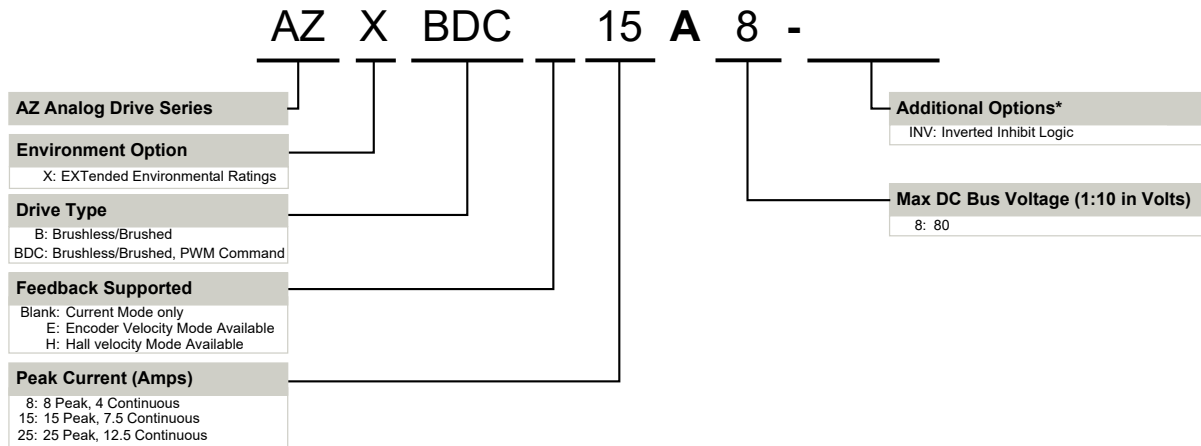 AZ X BDC 15 A 8 -
AZ Analog Drive Series
Environment Option
X: EXTended Environmental Ratings
Drive Type
B: Brushless/Brushed
BDC: Brushless/Brushed, PWM Command
Feedback Supported
Blank: Current Mode only
E: Encoder Velocity Mode Available
H: Hall velocity Mode Available
Peak Current (Amps)
8: 8 Peak, 4 Continuous
15: 15 Peak, 7.5 Continuous
25: 25 Peak, 12.5 Continuous
Additional Options*
INV: Inverted Inhibit Logic
Max DC Bus Voltage (1:10 in Volts)
8: 80